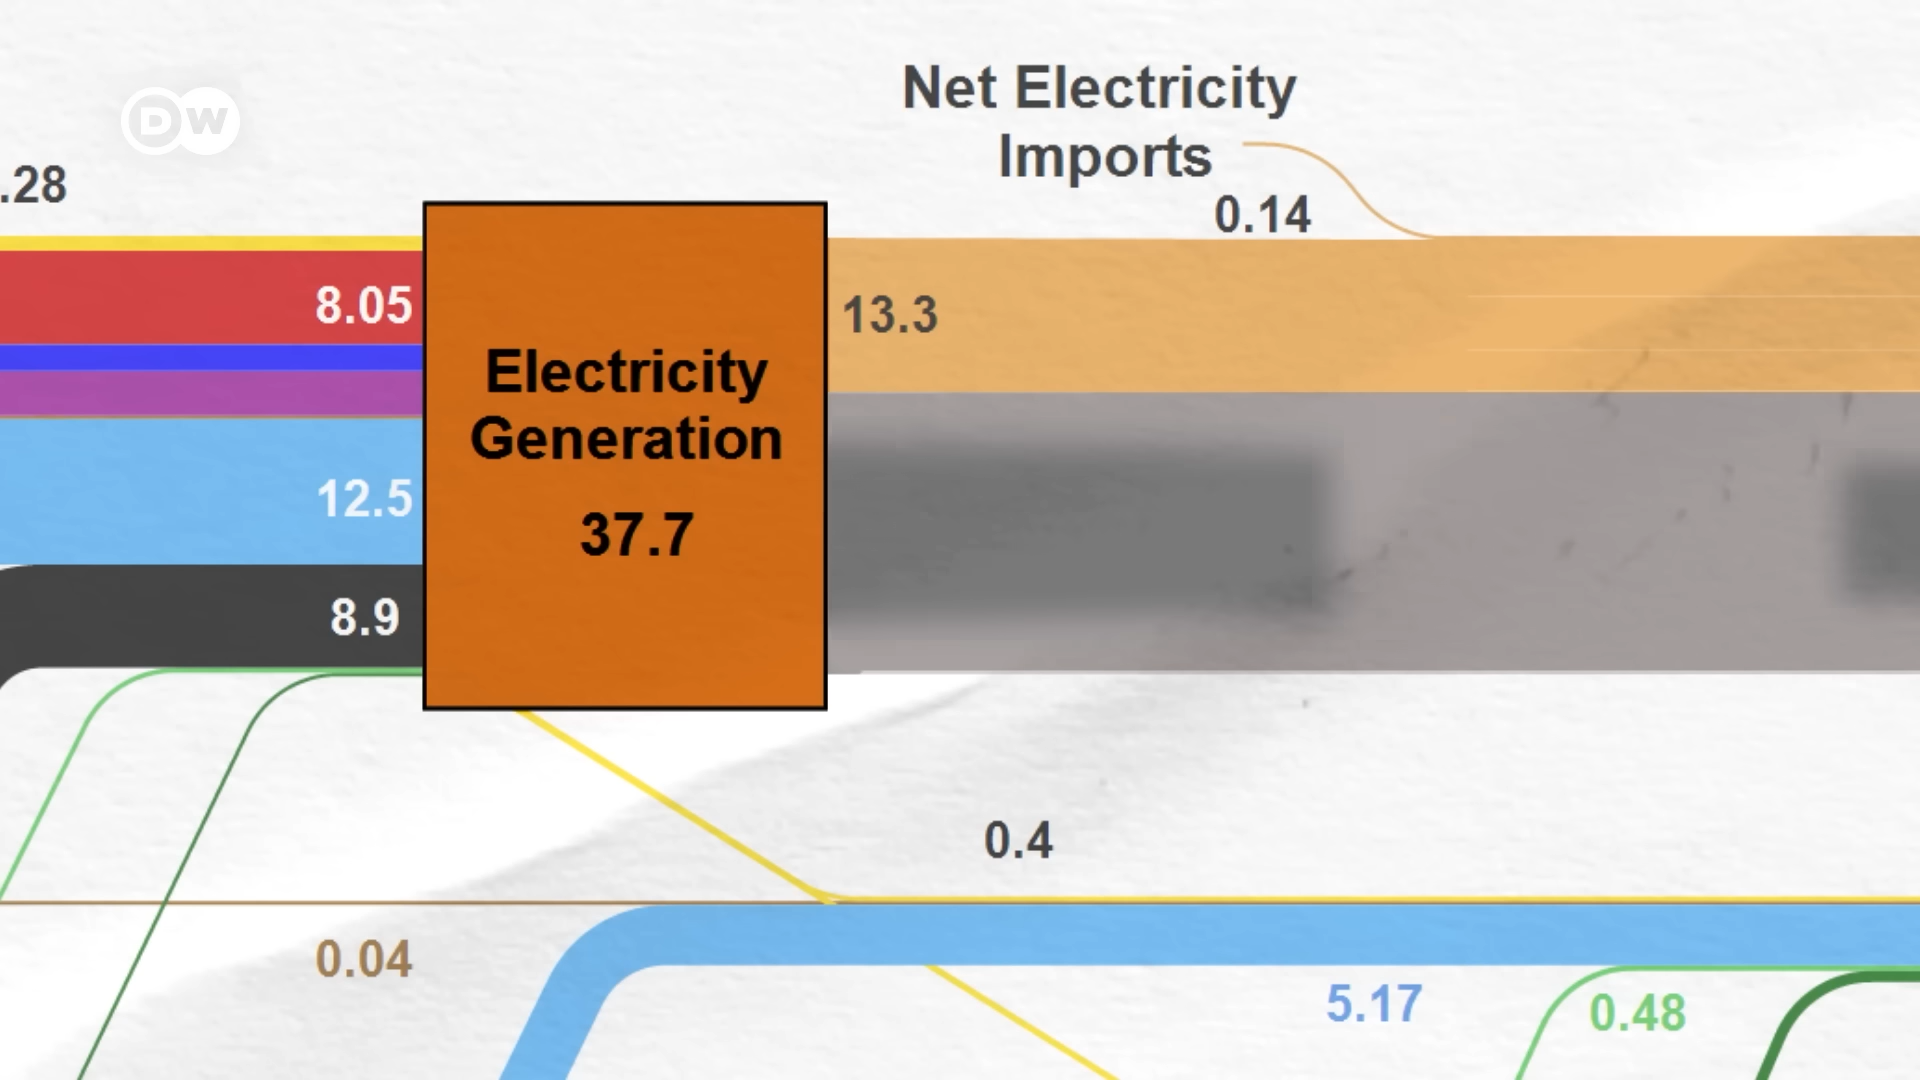 DW
Net Electricity
Imports
0.14
.28
8.05
13.3
Electricity
Generation
37.7
12.5
8.9
0.4
0.04
5.17
0.48